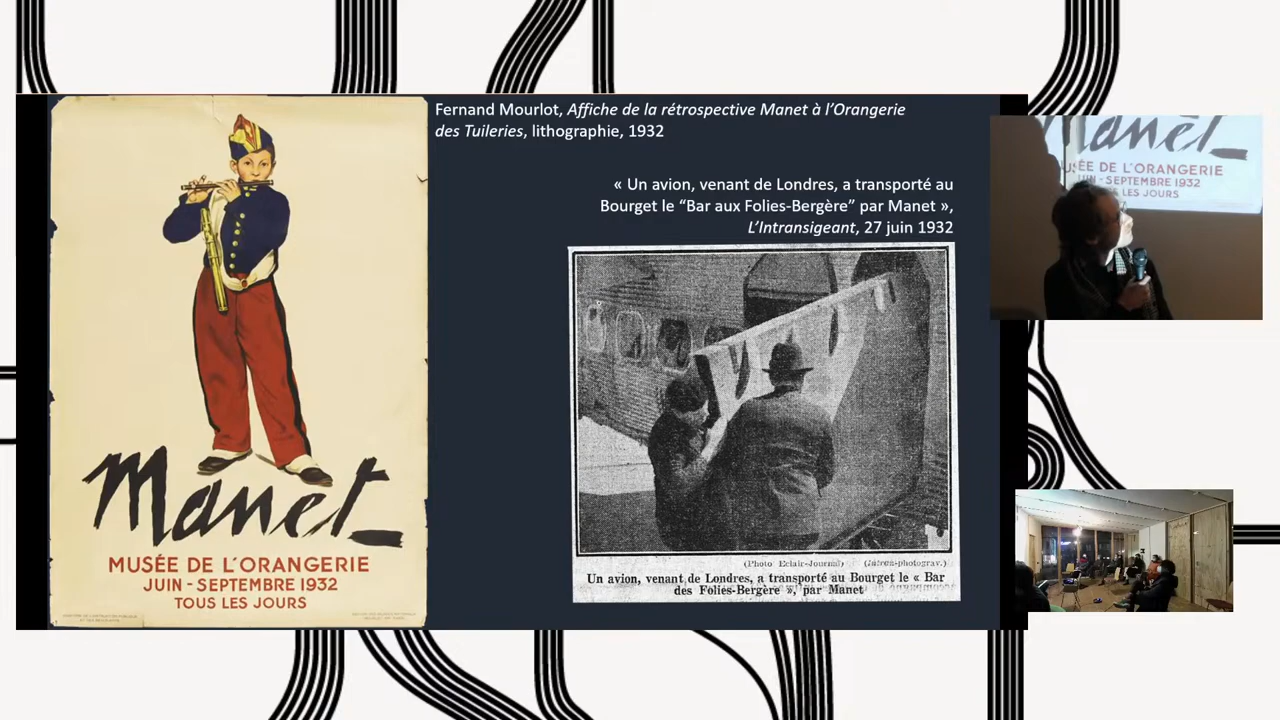 Manet
MUSÉE DE L'ORANGERIE
JUIN - SEPTEMBRE 1932
TOUS LES JOURS
Fernand Mourlot, Affiche de la rétrospective Manet à l'Orangerie
des Tuileries, lithographie, 1932
« Un avion, venant de Londres, a transporté au
Bourget le “Bar aux Folies-Bergère” par Manet »,
L'Intransigeant, 27 juin 1932
(Photo Eclair-Journal) (Intran-photograv.)
Un avion, venant de Londres, a transporté au Bourget le « Bar
des Folies-Bergère », par Manet
Manet
MUSÉE DE L'ORANGERIE
JUIN - SEPTEMBRE 1932
LES JOURS